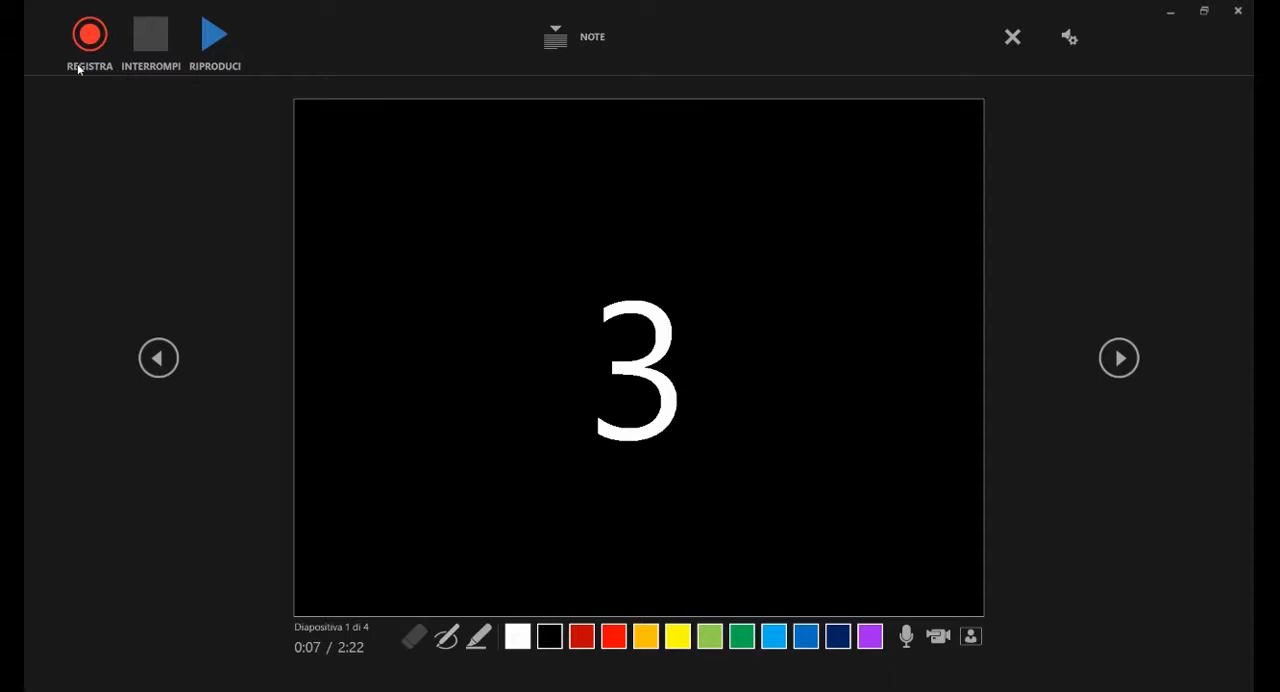 REGISTRA INTERROMPI RIPRODUCI
NOTE
3
Diapositiva 1 di 4
0:07 / 2:22